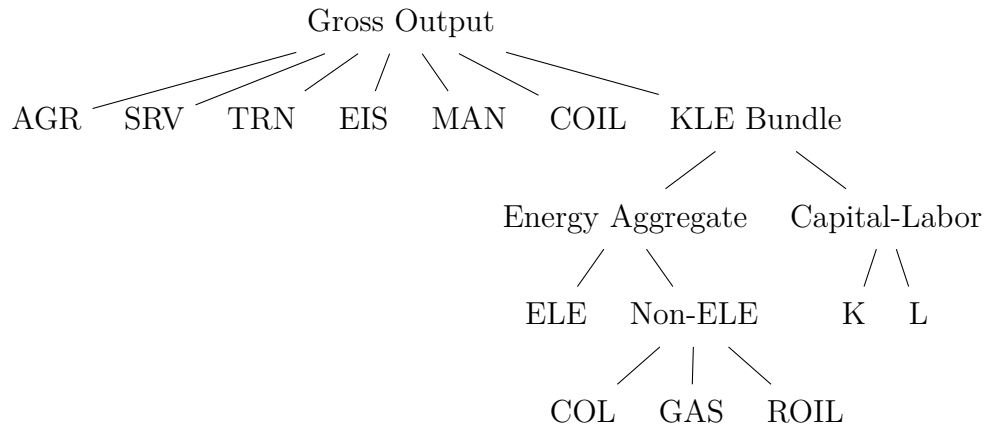 Gross Output
AGR SRV TRN EIS MAN COIL KLE Bundle
Energy Aggregate Capital-Labor
ELE Non-ELE K L
COL GAS ROIL